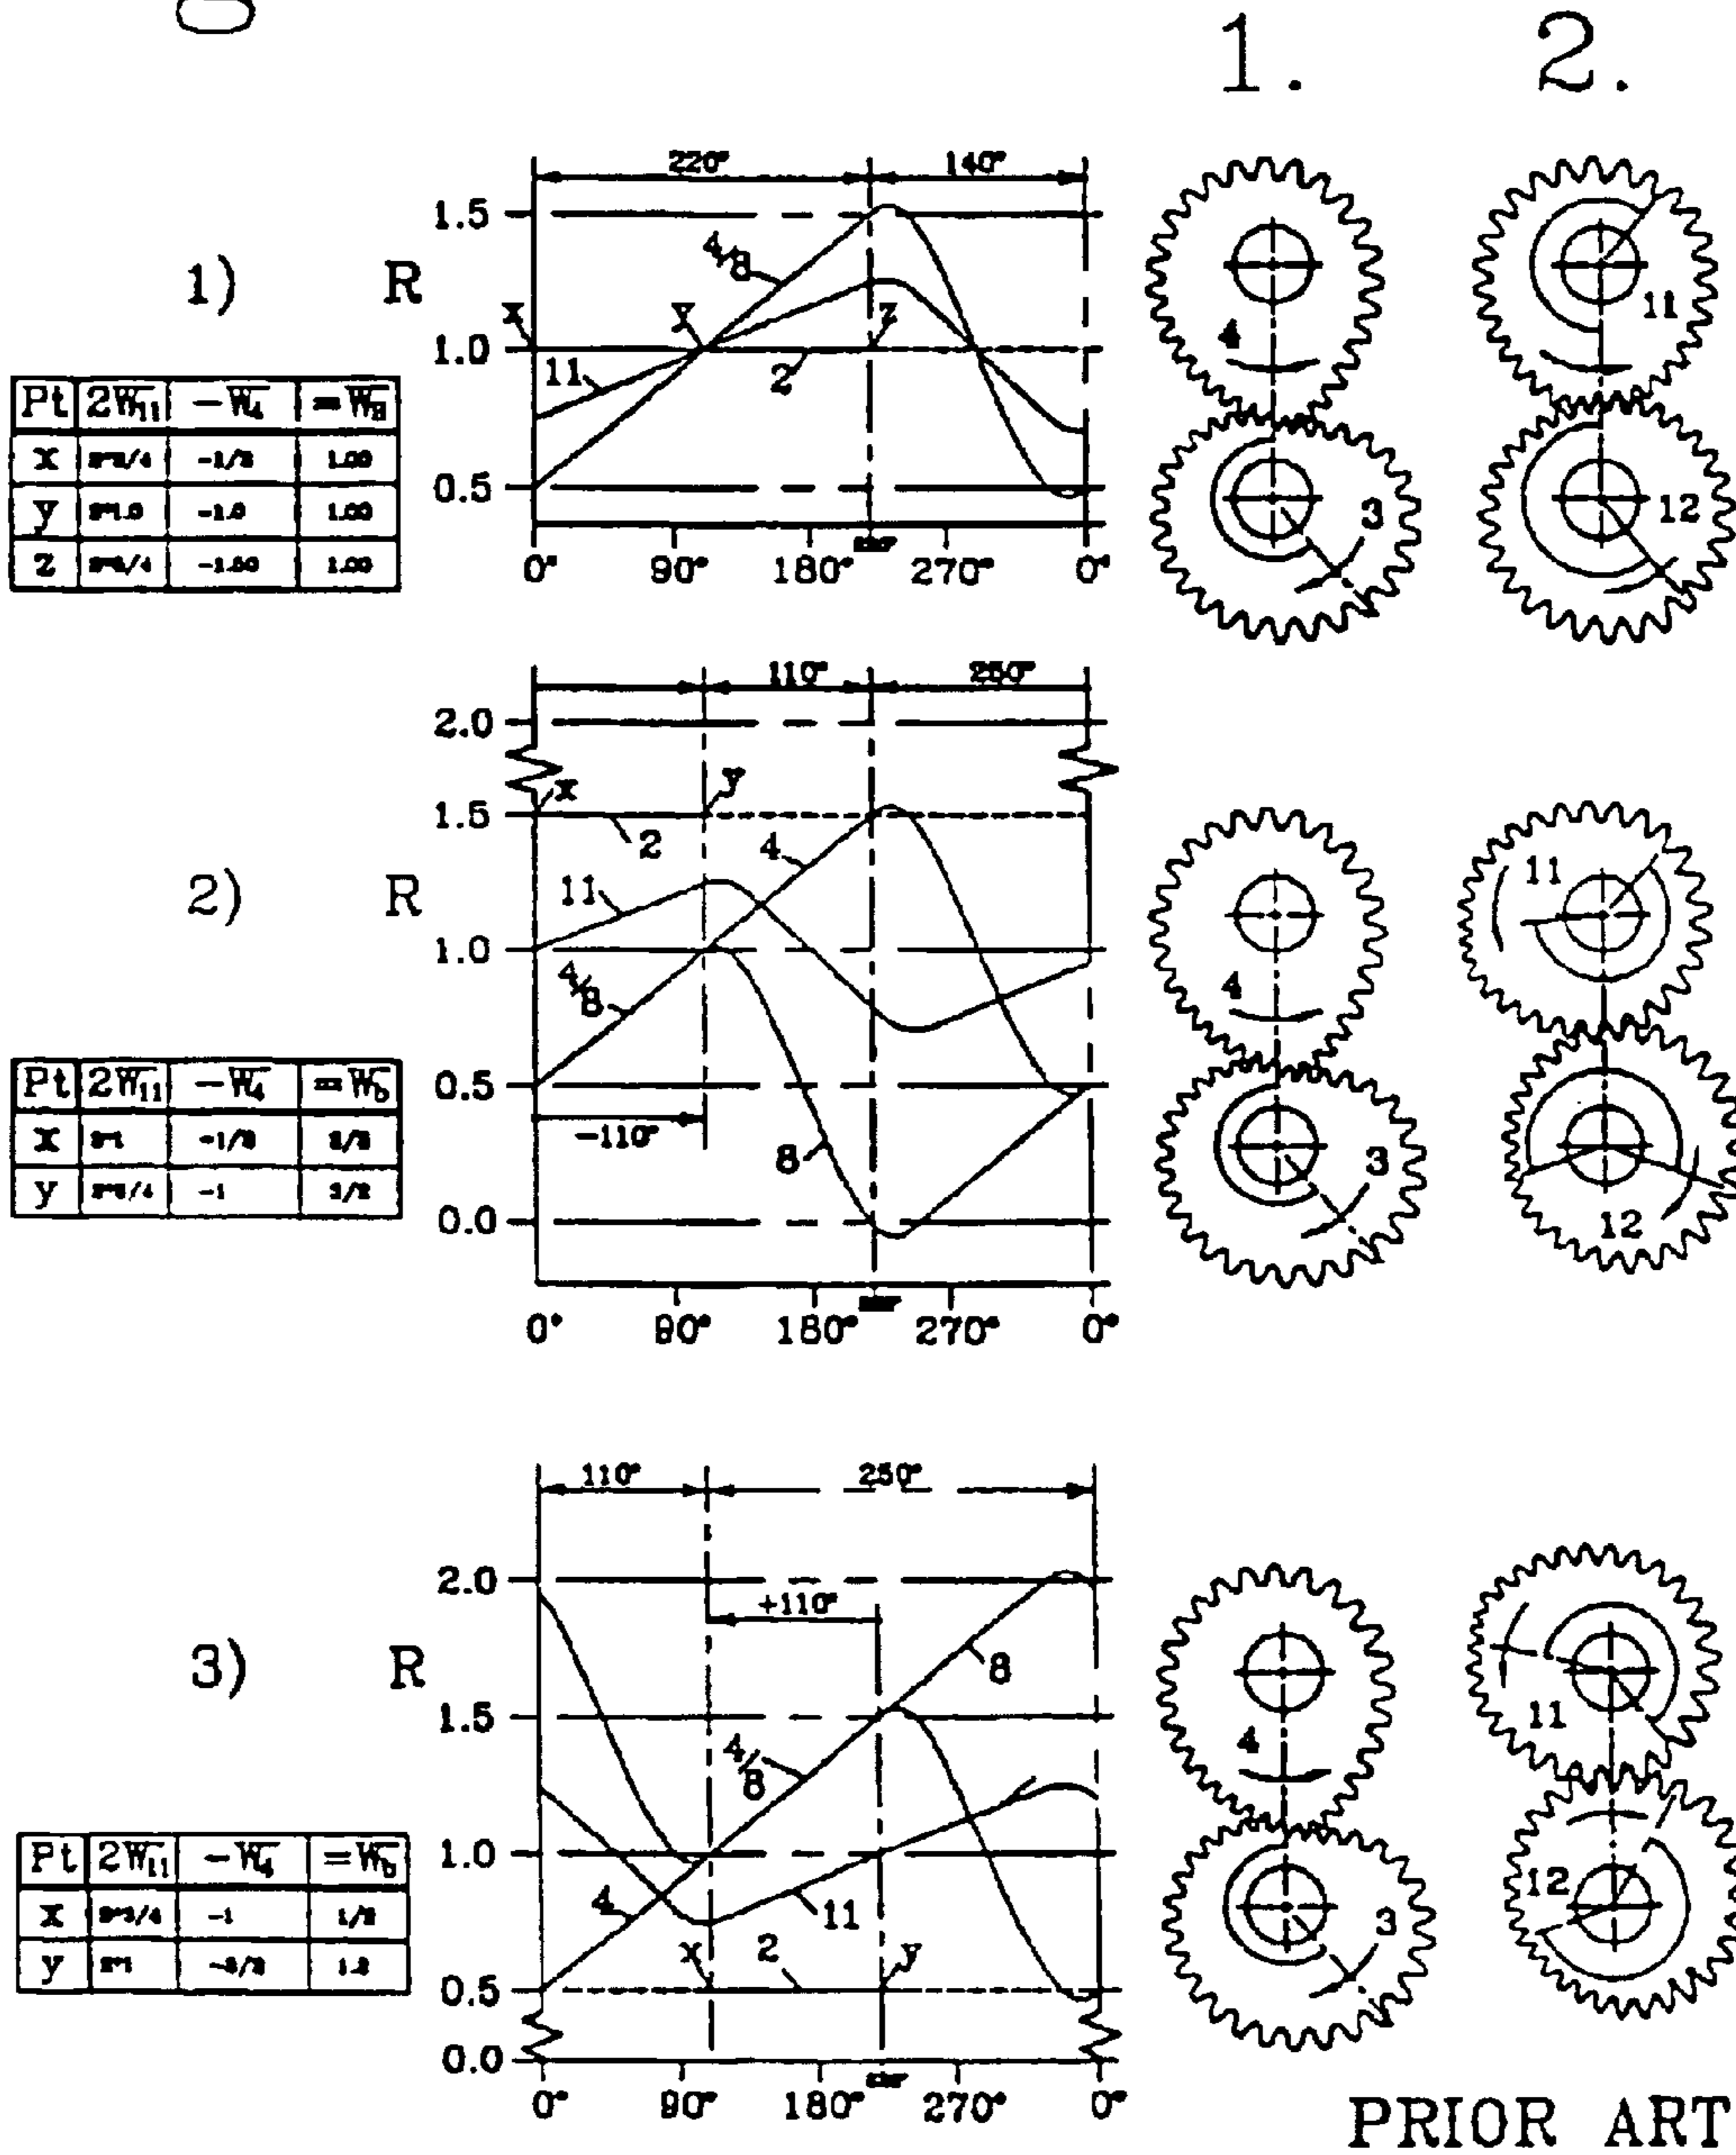 1. 2.
1) R
220° 140°
1.5
1.0
0.5
4/8
11
2
X Y Z
0° 90° 180° 270° 0°
4 3 11 12
Pt 2W11 -W4
X -1/2 1.00
y -1.0 1.00
z -1.50 1.00
2) R
110° 250°
2.0
1.5
1.0
0.5
0.0
X y
2
4
11
4/8
8
-110°
0° 90° 180° 270° 0°
4 3 11 12
Pt 2W11 -W4 =Wb
X -1/2
y -1
3) R
110° 250°
+110°
2.0
1.5
1.0
0.5
0.0
8
4/8
4
11
X 2 y
0° 90° 180° 270° 0°
4 3 11 12
Pt 2W11 -W4 =Wb
X -1 1/2
y
PRIOR ART